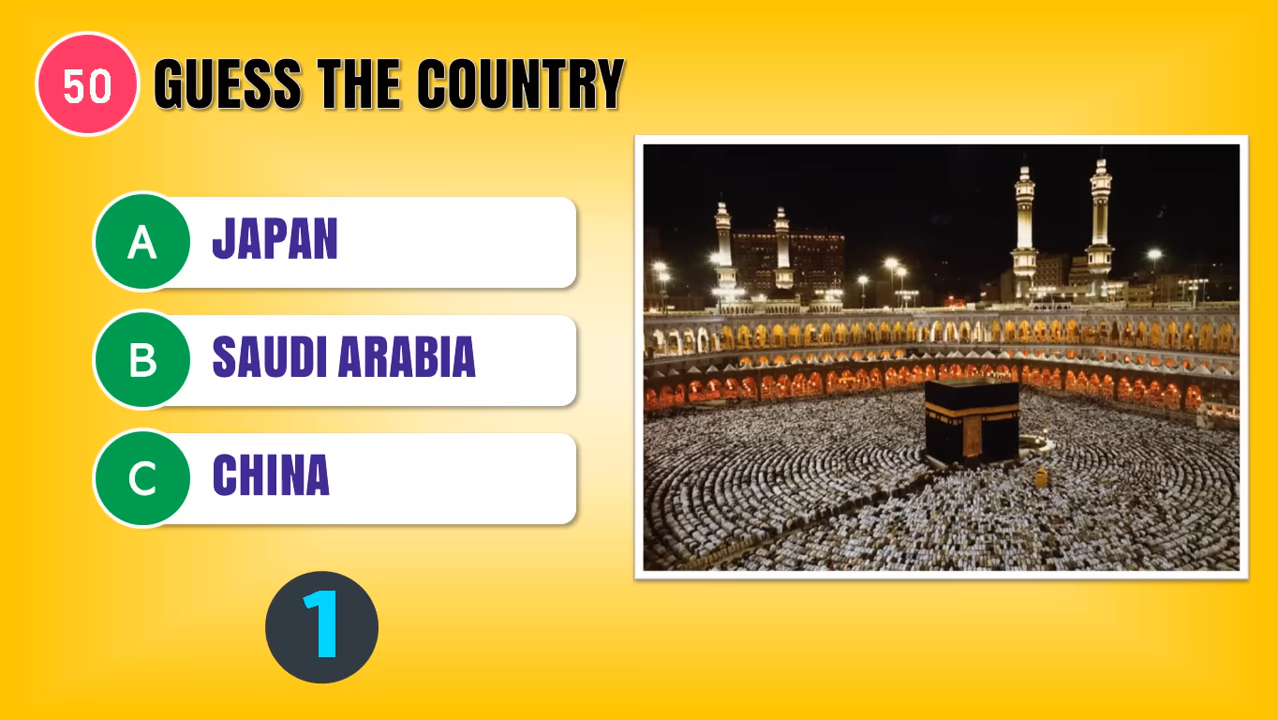 50 GUESS THE COUNTRY
A JAPAN
B SAUDI ARABIA
C CHINA
1